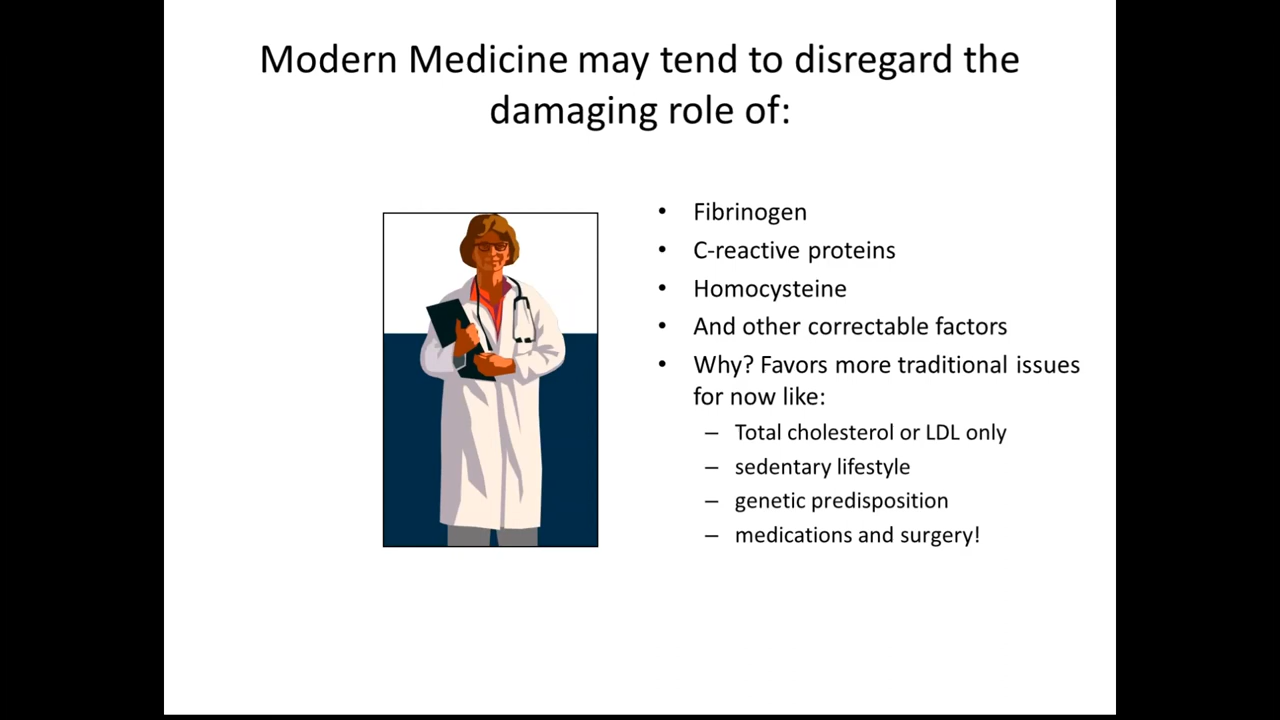 Modern Medicine may tend to disregard the
damaging role of:
• Fibrinogen
• C-reactive proteins
• Homocysteine
• And other correctable factors
• Why? Favors more traditional issues
for now like:
– Total cholesterol or LDL only
– sedentary lifestyle
– genetic predisposition
– medications and surgery!